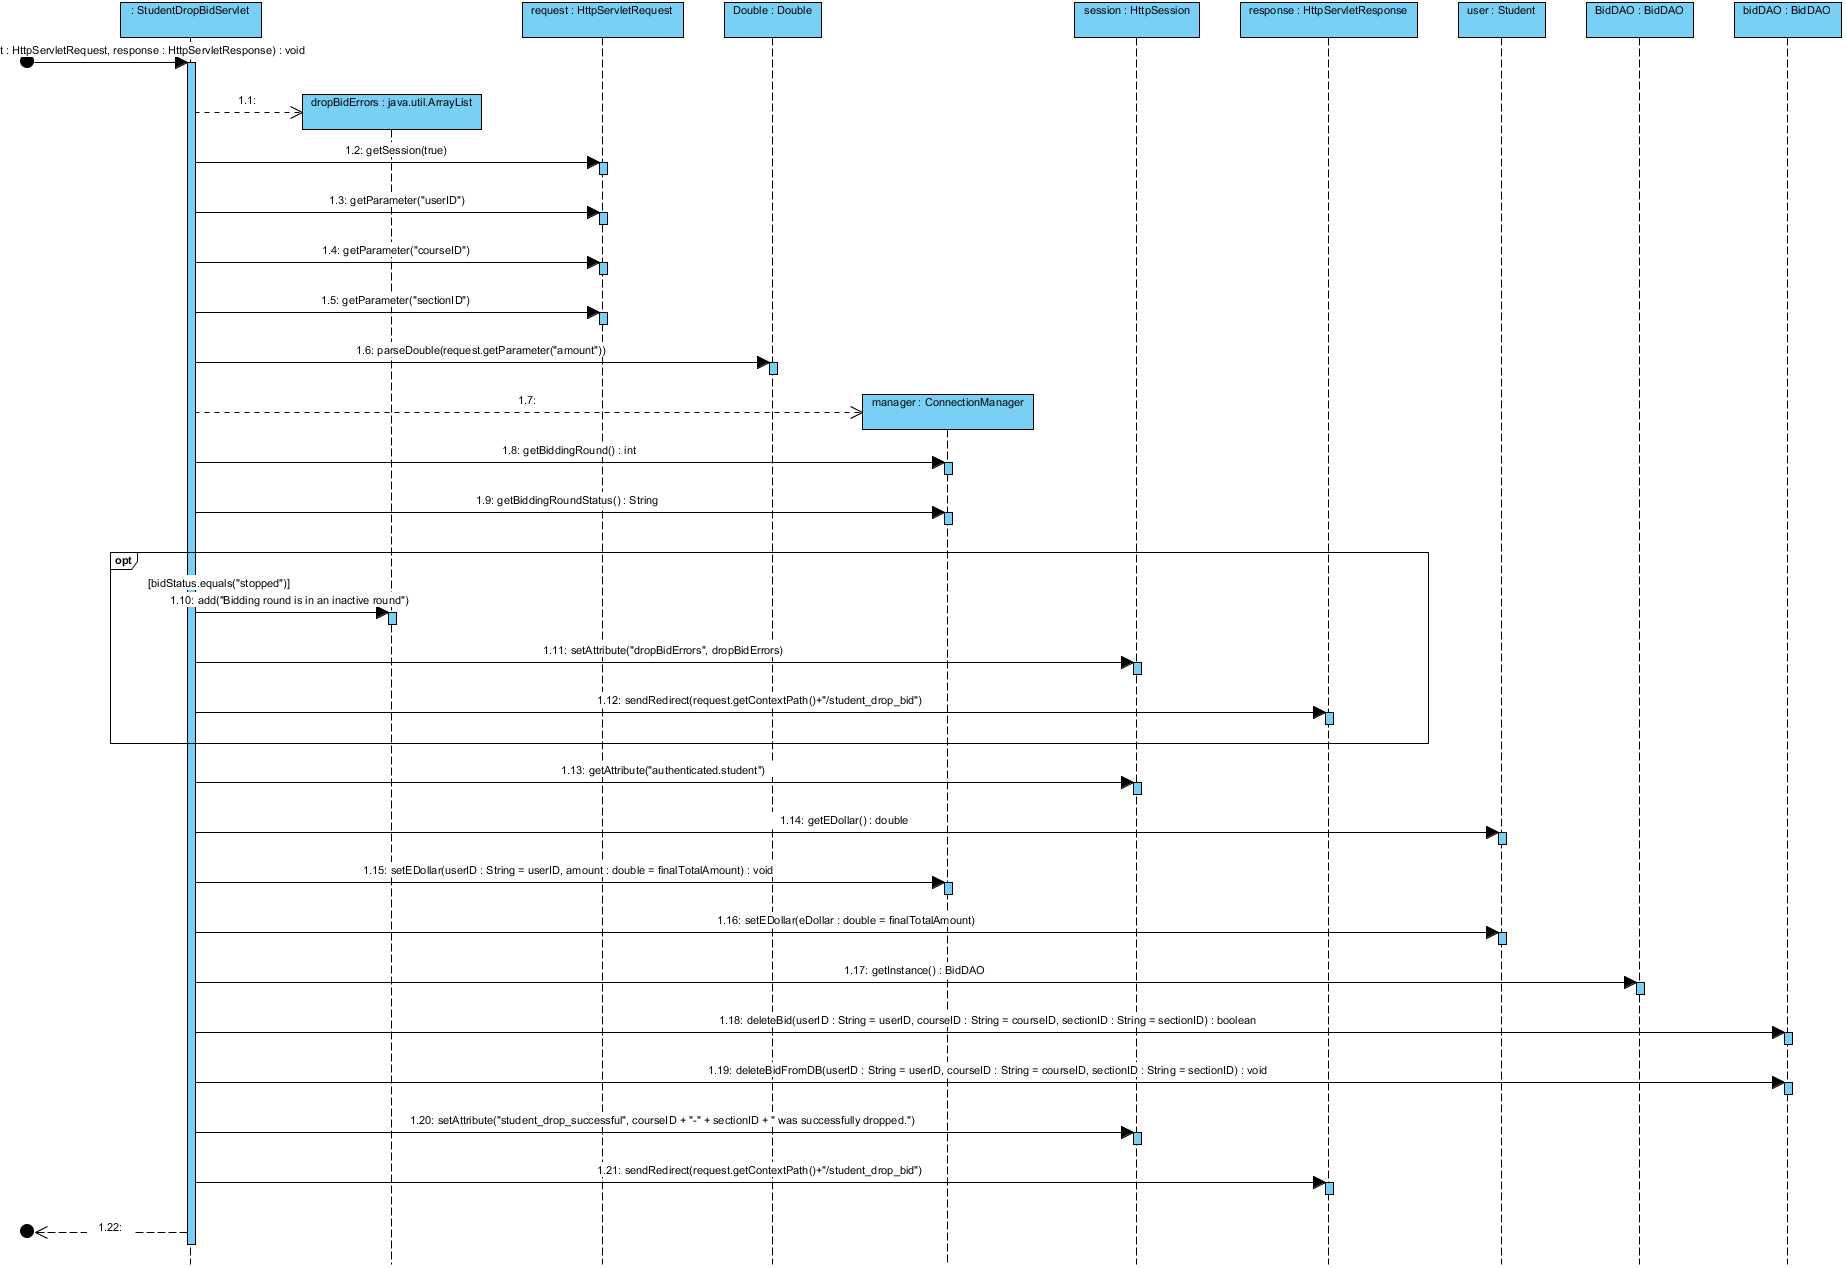 : StudentDropBidServlet
request : HttpServletRequest
Double : Double
session : HttpSession
response : HttpServletResponse
user : Student
BidDAO : BidDAO
bidDAO : BidDAO
t : HttpServletRequest, response : HttpServletResponse) : void
1.1:
dropBidErrors : java.util.ArrayList
1.2: getSession(true)
1.3: getParameter("userID")
1.4: getParameter("courseID")
1.5: getParameter("sectionID")
1.6: parseDouble(request.getParameter("amount"))
1.7:
manager : ConnectionManager
1.8: getBiddingRound() : int
1.9: getBiddingRoundStatus() : String
opt
[bidStatus.equals("stopped")]
1.10: add("Bidding round is in an inactive round")
1.11: setAttribute("dropBidErrors", dropBidErrors)
1.12: sendRedirect(request.getContextPath()+"/student_drop_bid")
1.13: getAttribute("authenticated.student")
1.14: getEDollar() : double
1.15: setEDollar(userID : String = userID, amount : double = finalTotalAmount) : void
1.16: setEDollar(eDollar : double = finalTotalAmount)
1.17: getInstance() : BidDAO
1.18: deleteBid(userID : String = userID, courseID : String = courseID, sectionID : String = sectionID) : boolean
1.19: deleteBidFromDB(userID : String = userID, courseID : String = courseID, sectionID : String = sectionID) : void
1.20: setAttribute("student_drop_successful", courseID + "-" + sectionID + " was successfully dropped.")
1.21: sendRedirect(request.getContextPath()+"/student_drop_bid")
1.22: